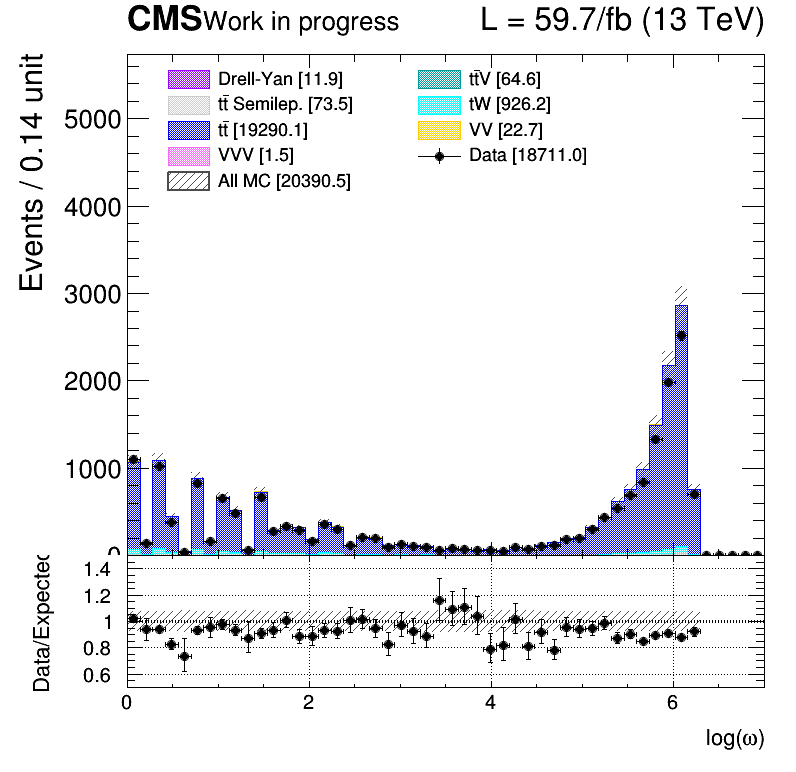 CMS Work in progress L = 59.7/fb (13 TeV)
Events / 0.14 unit
Drell-Yan [11.9]
tt̄ Semilep. [73.5]
tt̄ [19290.1]
VVV [1.5]
All MC [20390.5]
tt̄V [64.6]
tW [926.2]
VV [22.7]
Data [18711.0]
5000
4000
3000
2000
1000
0
Data/Expected
1.4
1.2
1
0.8
0.6
0 2 4 6
log(ω)